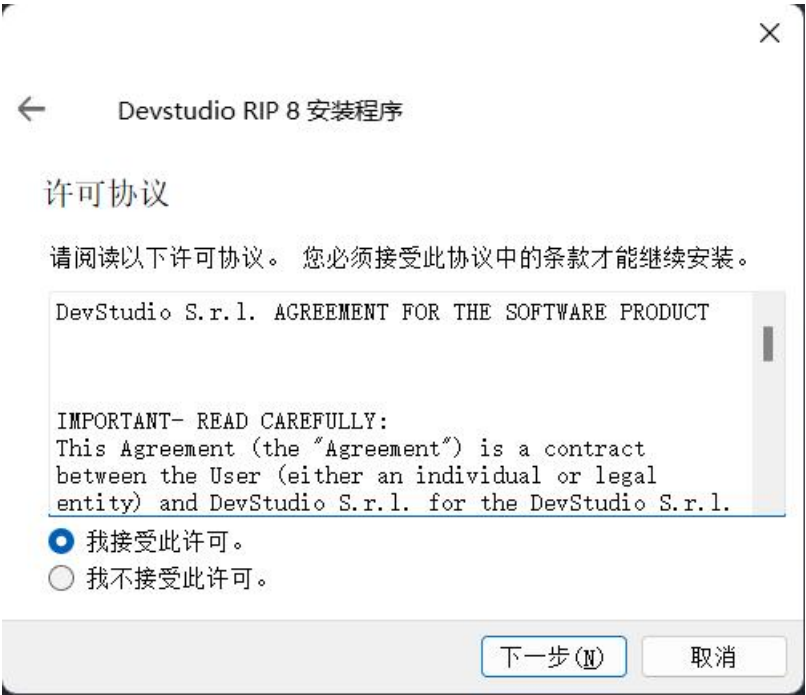 Devstudio RIP 8 安装程序
许可协议
请阅读以下许可协议。 您必须接受此协议中的条款才能继续安装。
DevStudio S.r.l. AGREEMENT FOR THE SOFTWARE PRODUCT
IMPORTANT- READ CAREFULLY:
This Agreement (the "Agreement") is a contract
between the User (either an individual or legal
entity) and DevStudio S.r.l. for the DevStudio S.r.l.
我接受此许可。
我不接受此许可。
下一步(N)
取消